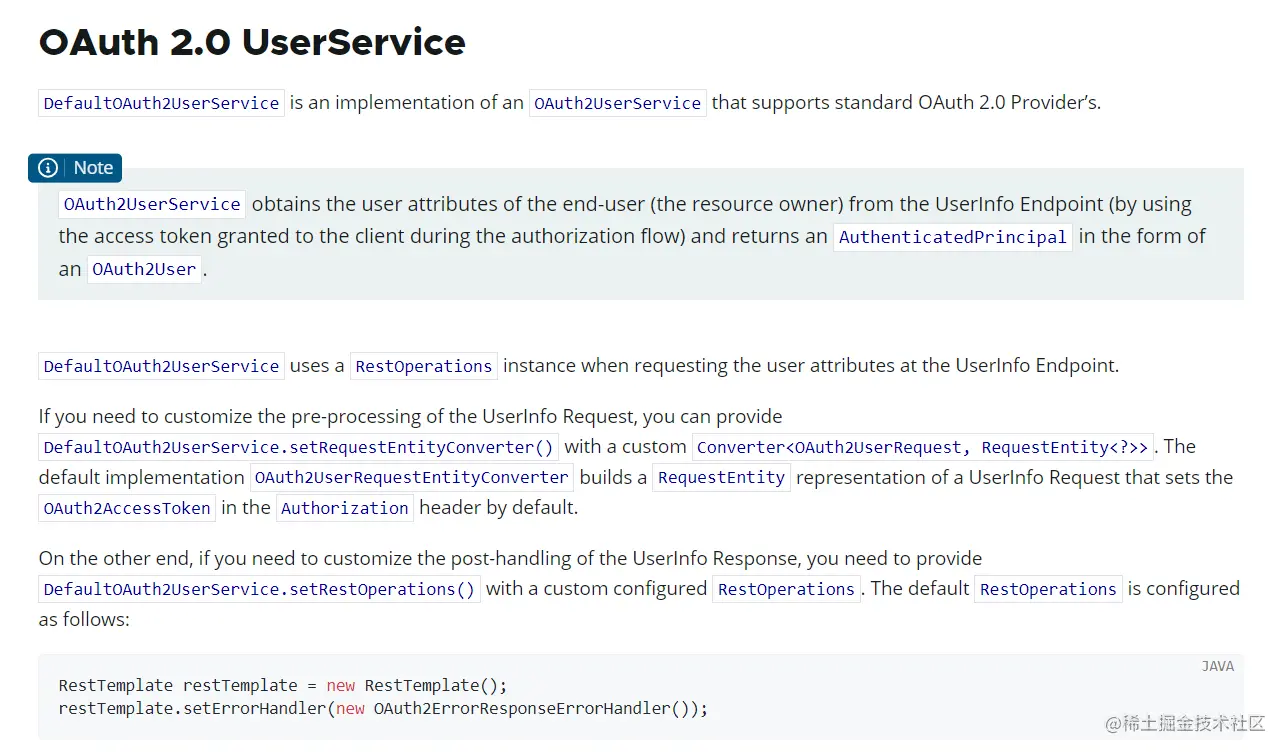 OAuth 2.0 UserService
DefaultOAuth2UserService is an implementation of an OAuth2UserService that supports standard OAuth 2.0 Provider’s.
Note
OAuth2UserService obtains the user attributes of the end-user (the resource owner) from the UserInfo Endpoint (by using
the access token granted to the client during the authorization flow) and returns an AuthenticatedPrincipal in the form of
an OAuth2User.
DefaultOAuth2UserService uses a RestOperations instance when requesting the user attributes at the UserInfo Endpoint.
If you need to customize the pre-processing of the UserInfo Request, you can provide
DefaultOAuth2UserService.setRequestEntityConverter() with a custom Converter<OAuth2UserRequest, RequestEntity<?>>. The
default implementation OAuth2UserRequestEntityConverter builds a RequestEntity representation of a UserInfo Request that sets the
OAuth2AccessToken in the Authorization header by default.
On the other end, if you need to customize the post-handling of the UserInfo Response, you need to provide
DefaultOAuth2UserService.setRestOperations() with a custom configured RestOperations. The default RestOperations is configured
as follows:
JAVA
RestTemplate restTemplate = new RestTemplate();
restTemplate.setErrorHandler(new OAuth2ErrorResponseErrorHandler());
@稀土掘金技术社区